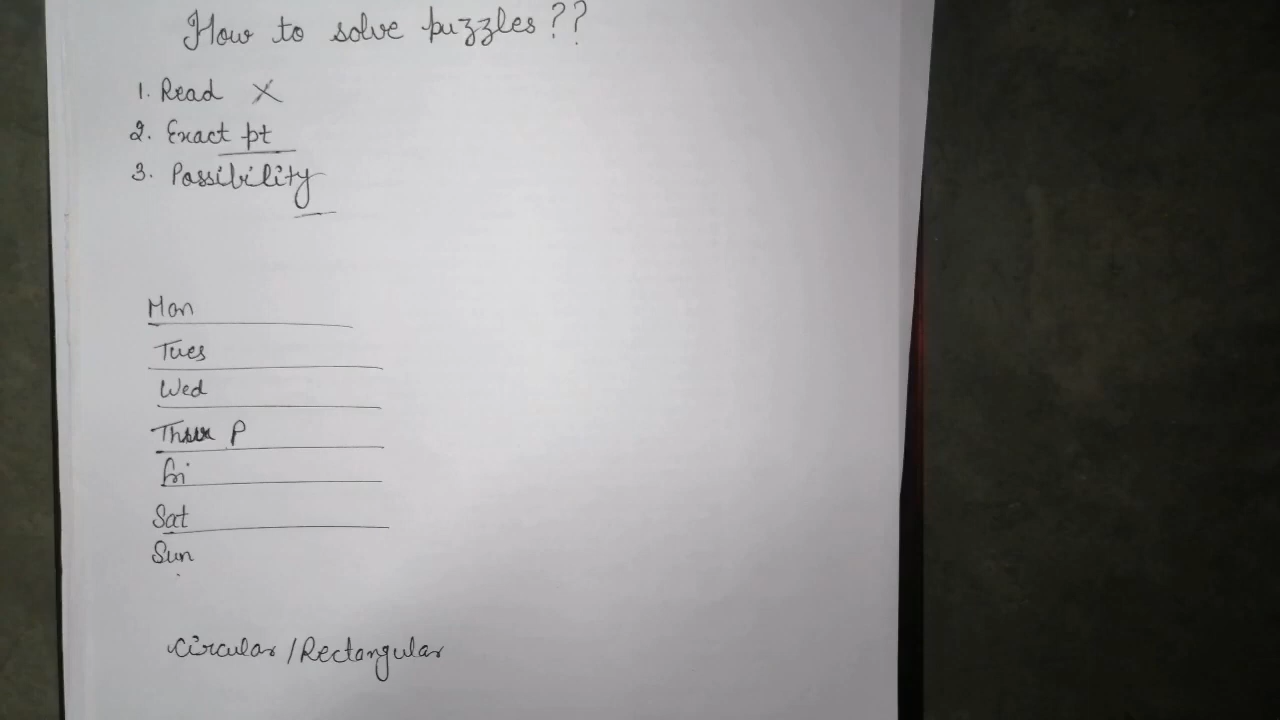 How to solve puzzles??
1. Read X
2. Exact pt
3. Possibility
Mon
Tues
Wed
Thur P
Fri
Sat
Sun
Circular/Rectangular